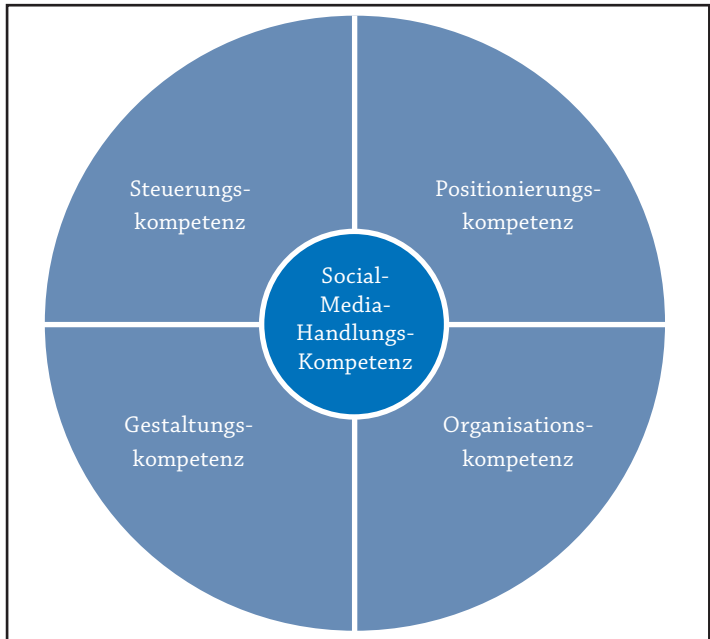 Steuerungs-
kompetenz
Positionierungs-
kompetenz
Social-
Media-
Handlungs-
Kompetenz
Gestaltungs-
kompetenz
Organisations-
kompetenz